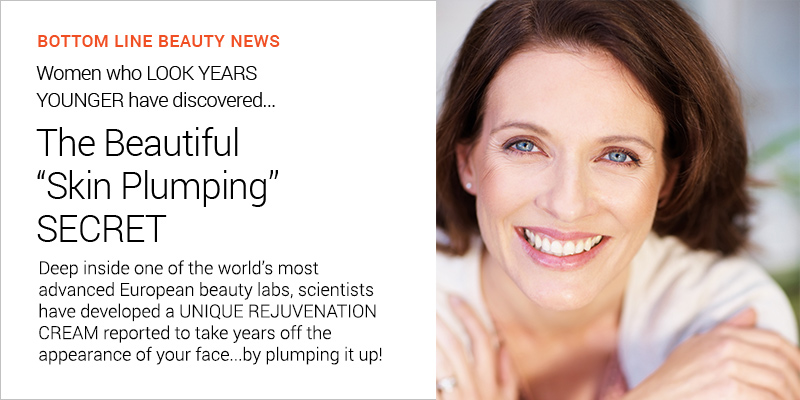 BOTTOM LINE BEAUTY NEWS
Women who LOOK YEARS
YOUNGER have discovered...
The Beautiful
“Skin Plumping”
SECRET
Deep inside one of the world’s most
advanced European beauty labs, scientists
have developed a UNIQUE REJUVENATION
CREAM reported to take years off the
appearance of your face...by plumping it up!